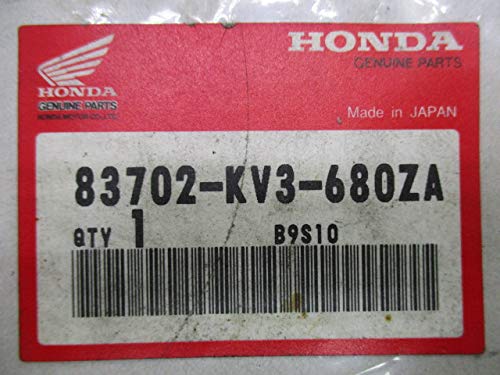 HONDA
GENUINE PARTS
HONDA MOTOR CO.,LTD.
HONDA
GENUINE PARTS
Made in JAPAN
83702-KV3-680ZA
QTY 1 B9S10